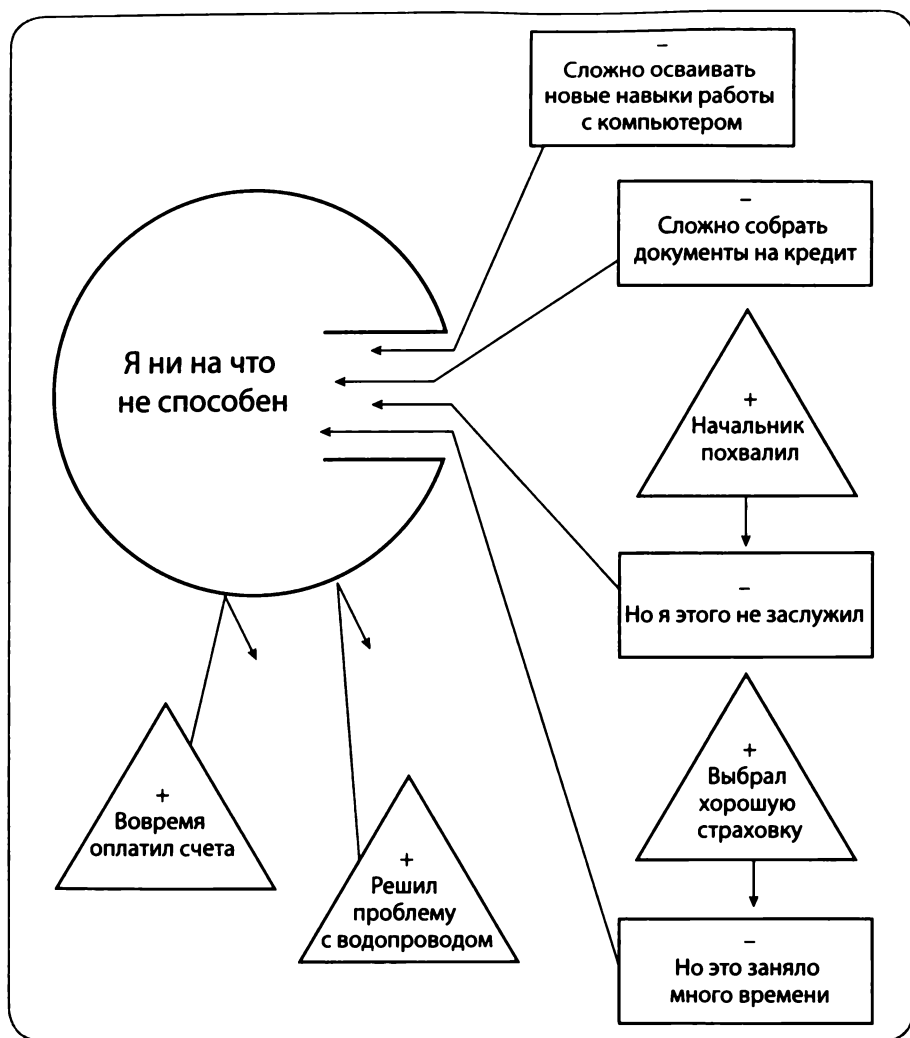 –
Сложно осваивать
новые навыки работы
с компьютером
–
Сложно собрать
документы на кредит
Я ни на что
не способен
+
Начальник
похвалил
–
Но я этого не заслужил
+
Выбрал
хорошую
страховку
–
Но это заняло
много времени
+
Вовремя
оплатил счета
+
Решил
проблему
с водопроводом